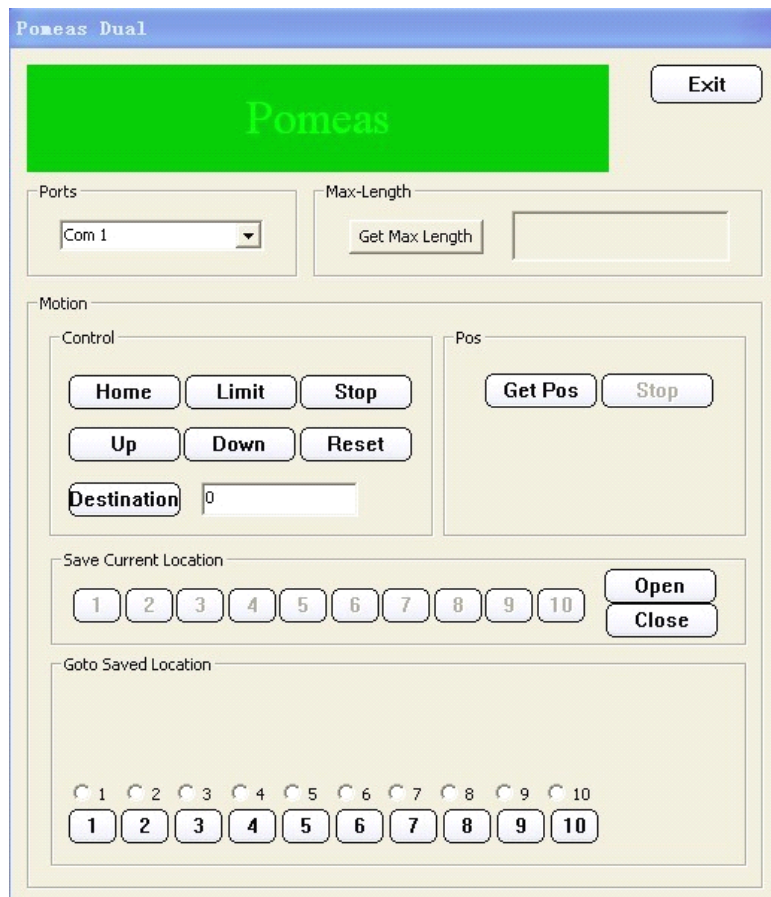 Pomeas Dual
Pomeas
Exit
Ports
Com 1
Max-Length
Get Max Length
Motion
Control
Home Limit Stop
Up Down Reset
Destination 0
Pos
Get Pos Stop
Save Current Location
1 2 3 4 5 6 7 8 9 10
Open
Close
Goto Saved Location
1 2 3 4 5 6 7 8 9 10
1 2 3 4 5 6 7 8 9 10